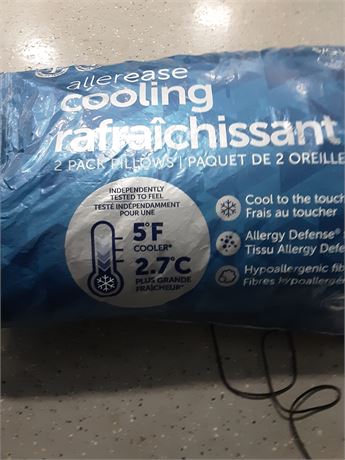 allerease
cooling
rafraîchissant
2 PACK PILLOWS | PAQUET DE 2 OREILLE
INDEPENDENTLY
TESTED TO FEEL
TESTÉ INDÉPENDAMMENT
POUR UNE
5°F
COOLER*
2.7°C
PLUS GRANDE
FRAÎCHEUR*
Cool to the touch
Frais au toucher
Allergy Defense®
Tissu Allergy Defe
Hypoallergenic fib
Fibres hypoallergé